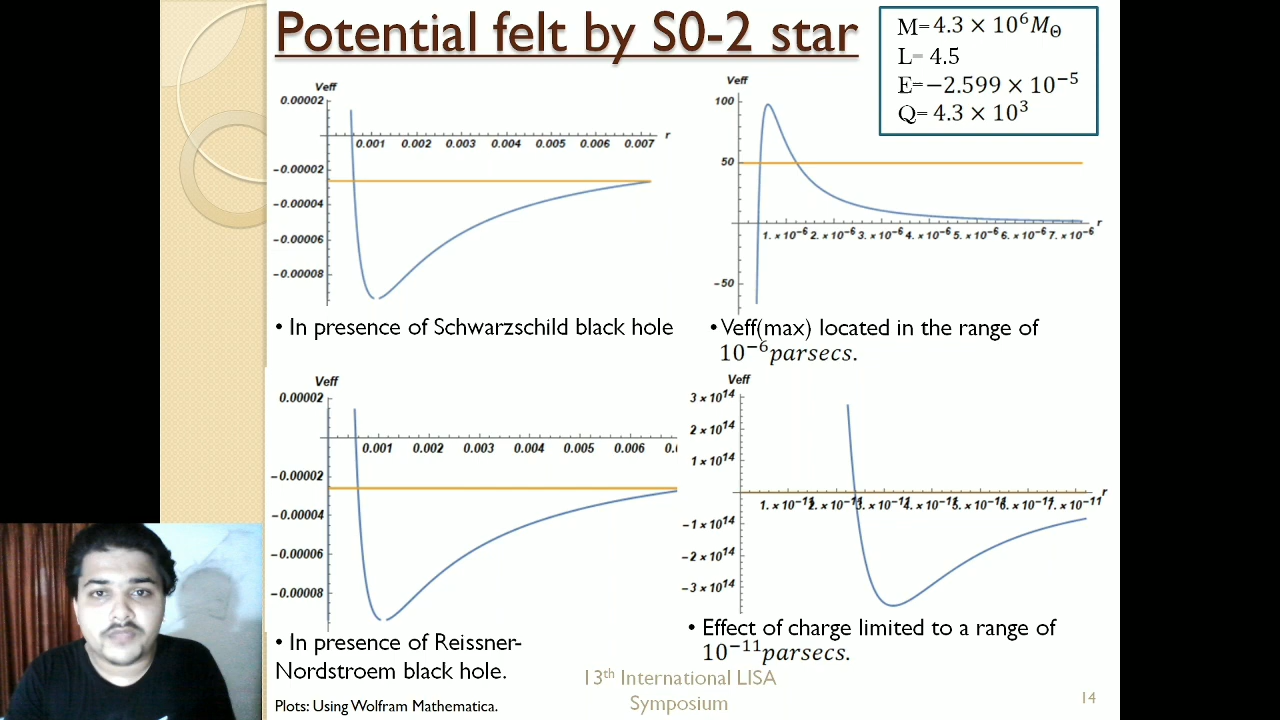 Potential felt by S0-2 star
M= 4.3 × 10⁶ M_Θ
L= 4.5
E= −2.599 × 10⁻⁵
Q= 4.3 × 10³
Veff
0.00002
r
0.001 0.002 0.003 0.004 0.005 0.006 0.007
−0.00002
−0.00004
−0.00006
−0.00008
• In presence of Schwarzschild black hole
Veff
100
50
r
1. × 10⁻⁶ 2. × 10⁻⁶ 3. × 10⁻⁶ 4. × 10⁻⁶ 5. × 10⁻⁶ 6. × 10⁻⁶ 7. × 10⁻⁶
−50
• Veff(max) located in the range of
10⁻⁶ parsecs.
Veff
0.00002
0.001 0.002 0.003 0.004 0.005 0.006
−0.00002
−0.00004
−0.00006
−0.00008
• In presence of Reissner-
Nordstroem black hole.
Veff
3 × 10¹⁴
2 × 10¹⁴
1 × 10¹⁴
r
1. × 10⁻¹¹ 2. × 10⁻¹¹ 3. × 10⁻¹¹ 4. × 10⁻¹¹ 5. × 10⁻¹¹ 6. × 10⁻¹¹ 7. × 10⁻¹¹
−1 × 10¹⁴
−2 × 10¹⁴
−3 × 10¹⁴
• Effect of charge limited to a range of
10⁻¹¹ parsecs.
Plots: Using Wolfram Mathematica.
13th International LISA
Symposium
14